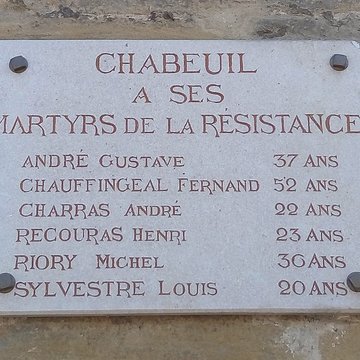 CHABEUIL
A SES
MARTYRS DE LA RÉSISTANCE
ANDRÉ GUSTAVE 37 ANS
CHAUFFINGEAL FERNAND 52 ANS
CHARRAS ANDRÉ 22 ANS
RECOURAS HENRI 23 ANS
RIORY MICHEL 36 ANS
SYLVESTRE LOUIS 20 ANS